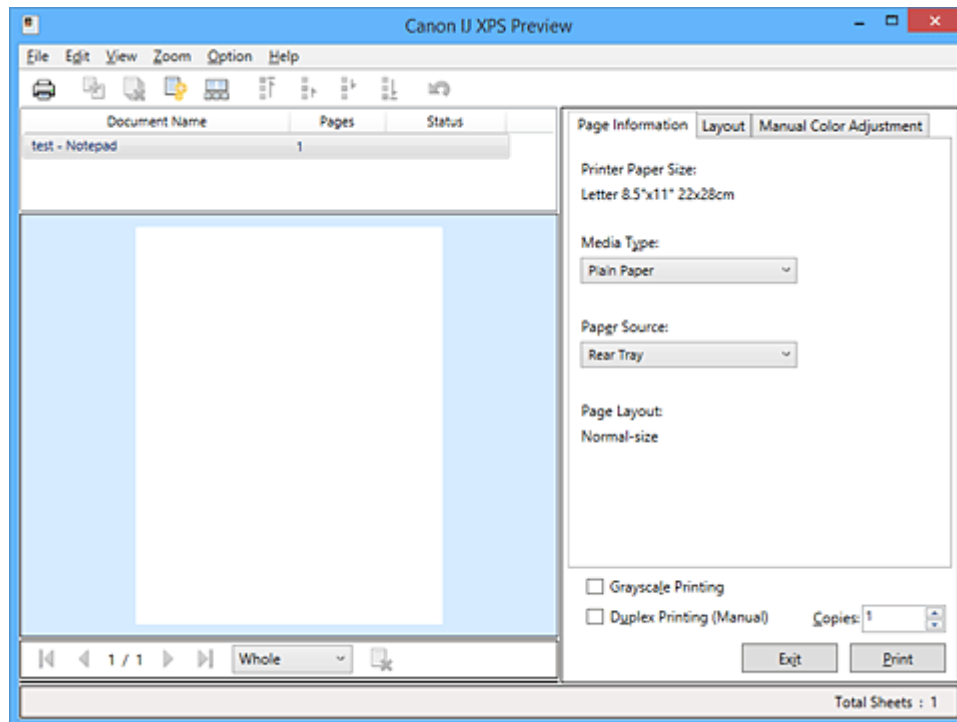 Canon IJ XPS Preview
File Edit View Zoom Option Help
Document Name Pages Status
test - Notepad 1
Page Information Layout Manual Color Adjustment
Printer Paper Size:
Letter 8.5"x11" 22x28cm
Media Type:
Plain Paper
Paper Source:
Rear Tray
Page Layout:
Normal-size
Grayscale Printing
Duplex Printing (Manual) Copies: 1
1 / 1 Whole
Exit Print
Total Sheets : 1